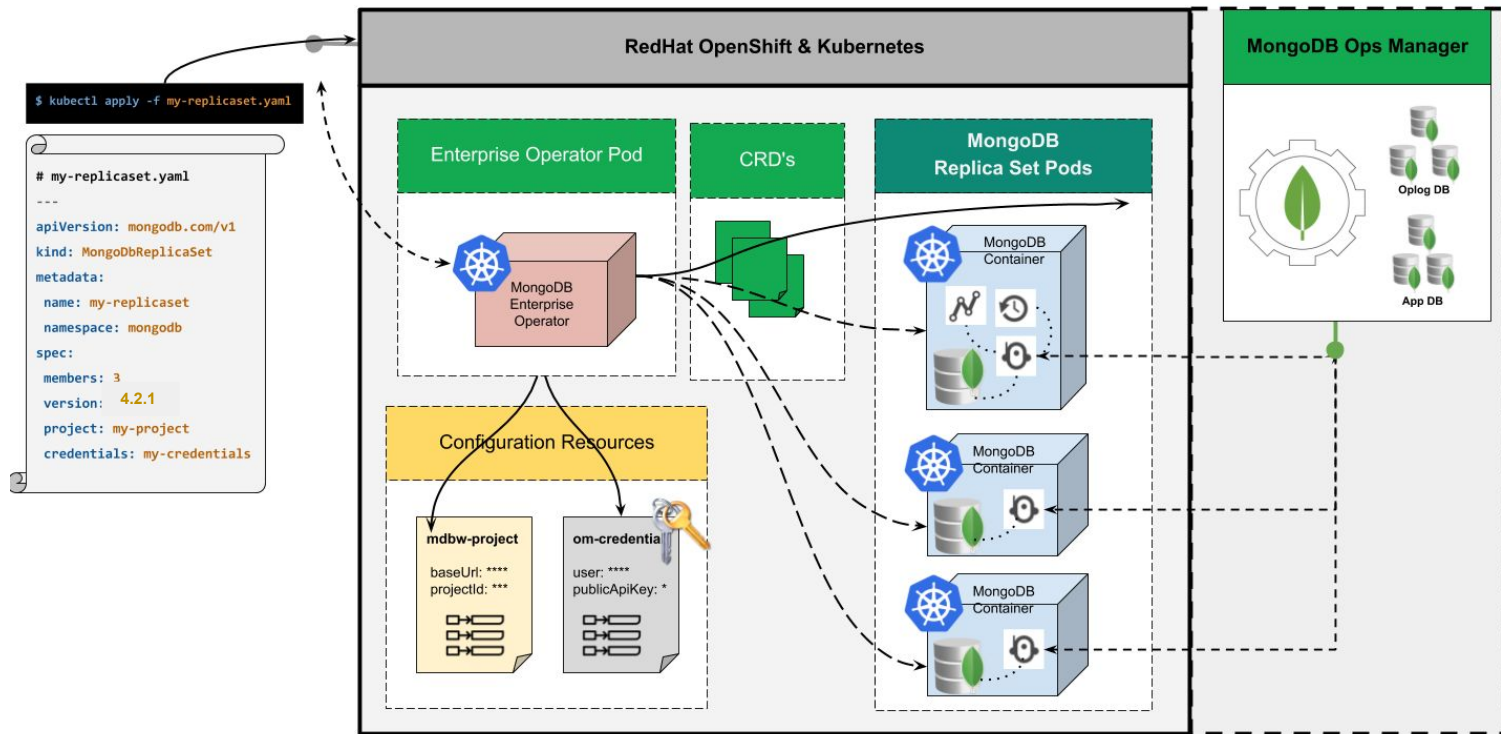 RedHat OpenShift & Kubernetes
MongoDB Ops Manager
$ kubectl apply -f my-replicaset.yaml
# my-replicaset.yaml
---
apiVersion: mongodb.com/v1
kind: MongoDbReplicaSet
metadata:
name: my-replicaset
namespace: mongodb
spec:
members: 3
version: 4.2.1
project: my-project
credentials: my-credentials
Enterprise Operator Pod
CRD's
MongoDB
Replica Set Pods
MongoDB
Enterprise
Operator
MongoDB
Container
Oplog DB
App DB
Configuration Resources
mdbw-project
baseUrl: ****
projectId: ***
om-credentia
user: ****
publicApiKey: *
MongoDB
Container
MongoDB
Container